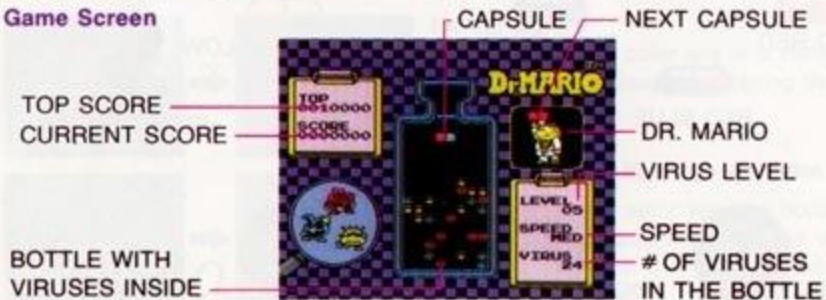 Game Screen
CAPSULE
NEXT CAPSULE
TOP SCORE
CURRENT SCORE
BOTTLE WITH
VIRUSES INSIDE
TOP
0010000
SCORE
0000000
Dr.MARIO
TM
DR. MARIO
VIRUS LEVEL
LEVEL
05
SPEED
MED
VIRUS
24
SPEED
# OF VIRUSES
IN THE BOTTLE